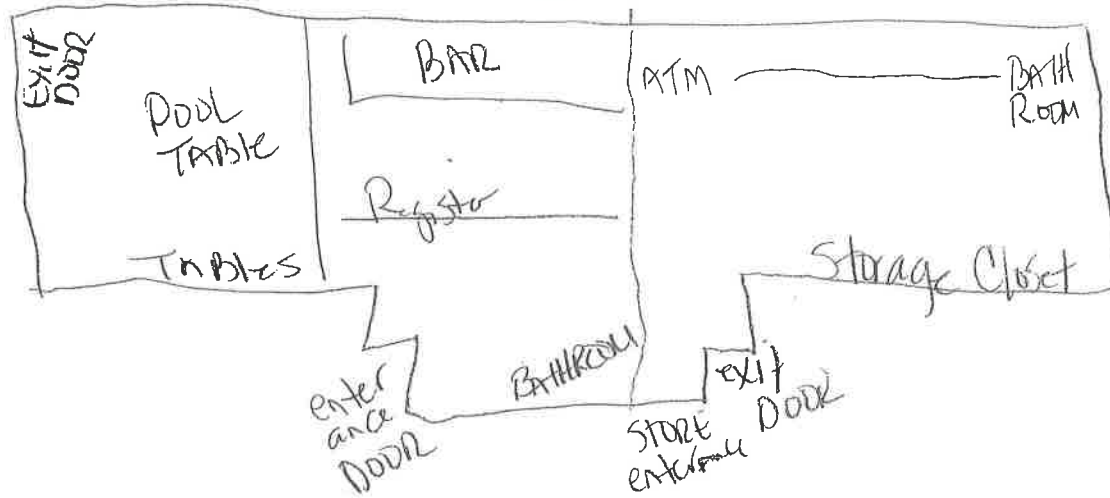 Exit
DOOR
POOL
TABle
TABles
BAR
Register
ATM
BATH
ROOM
Storage Closet
BATHROOM
enter
ance
DOOR
STORE
exit
DOOR